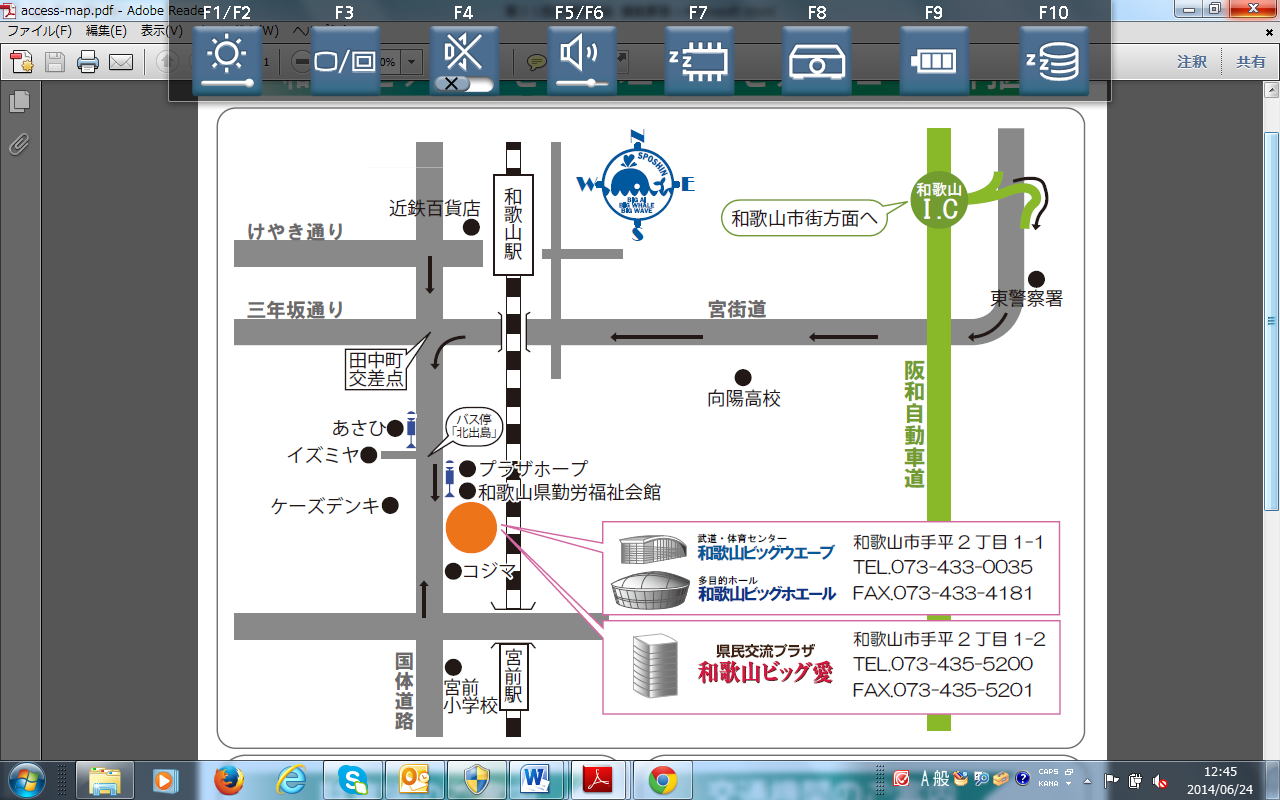 F1/F2 F3 F4 F5/F6 F7 F8 F9 F10
access-map.pdf - Adobe Reade
ファイル(F) 編集(E) 表示(V)
1
0%
注釈 共有
N
W
E
S
SPOSHIN
BIG AI
BIG WHALE
BIG WAVE
和歌山
I.C
和歌山市街方面へ
近鉄百貨店
和歌山駅
けやき通り
東警察署
三年坂通り
宮街道
田中町
交差点
阪和自動車道
向陽高校
あさひ
バス停
「北出島」
イズミヤ
プラザホープ
和歌山県勤労福祉会館
ケーズデンキ
コジマ
武道・体育センター
和歌山ビッグウエーブ
多目的ホール
和歌山ビッグホエール
和歌山市手平2丁目1-1
TEL.073-433-0035
FAX.073-433-4181
県民交流プラザ
和歌山ビッグ愛
和歌山市手平2丁目1-2
TEL.073-435-5200
FAX.073-435-5201
国体道路
宮前
小学校
宮前駅
A 般
CAPS
KANA
12:45
2014/06/24